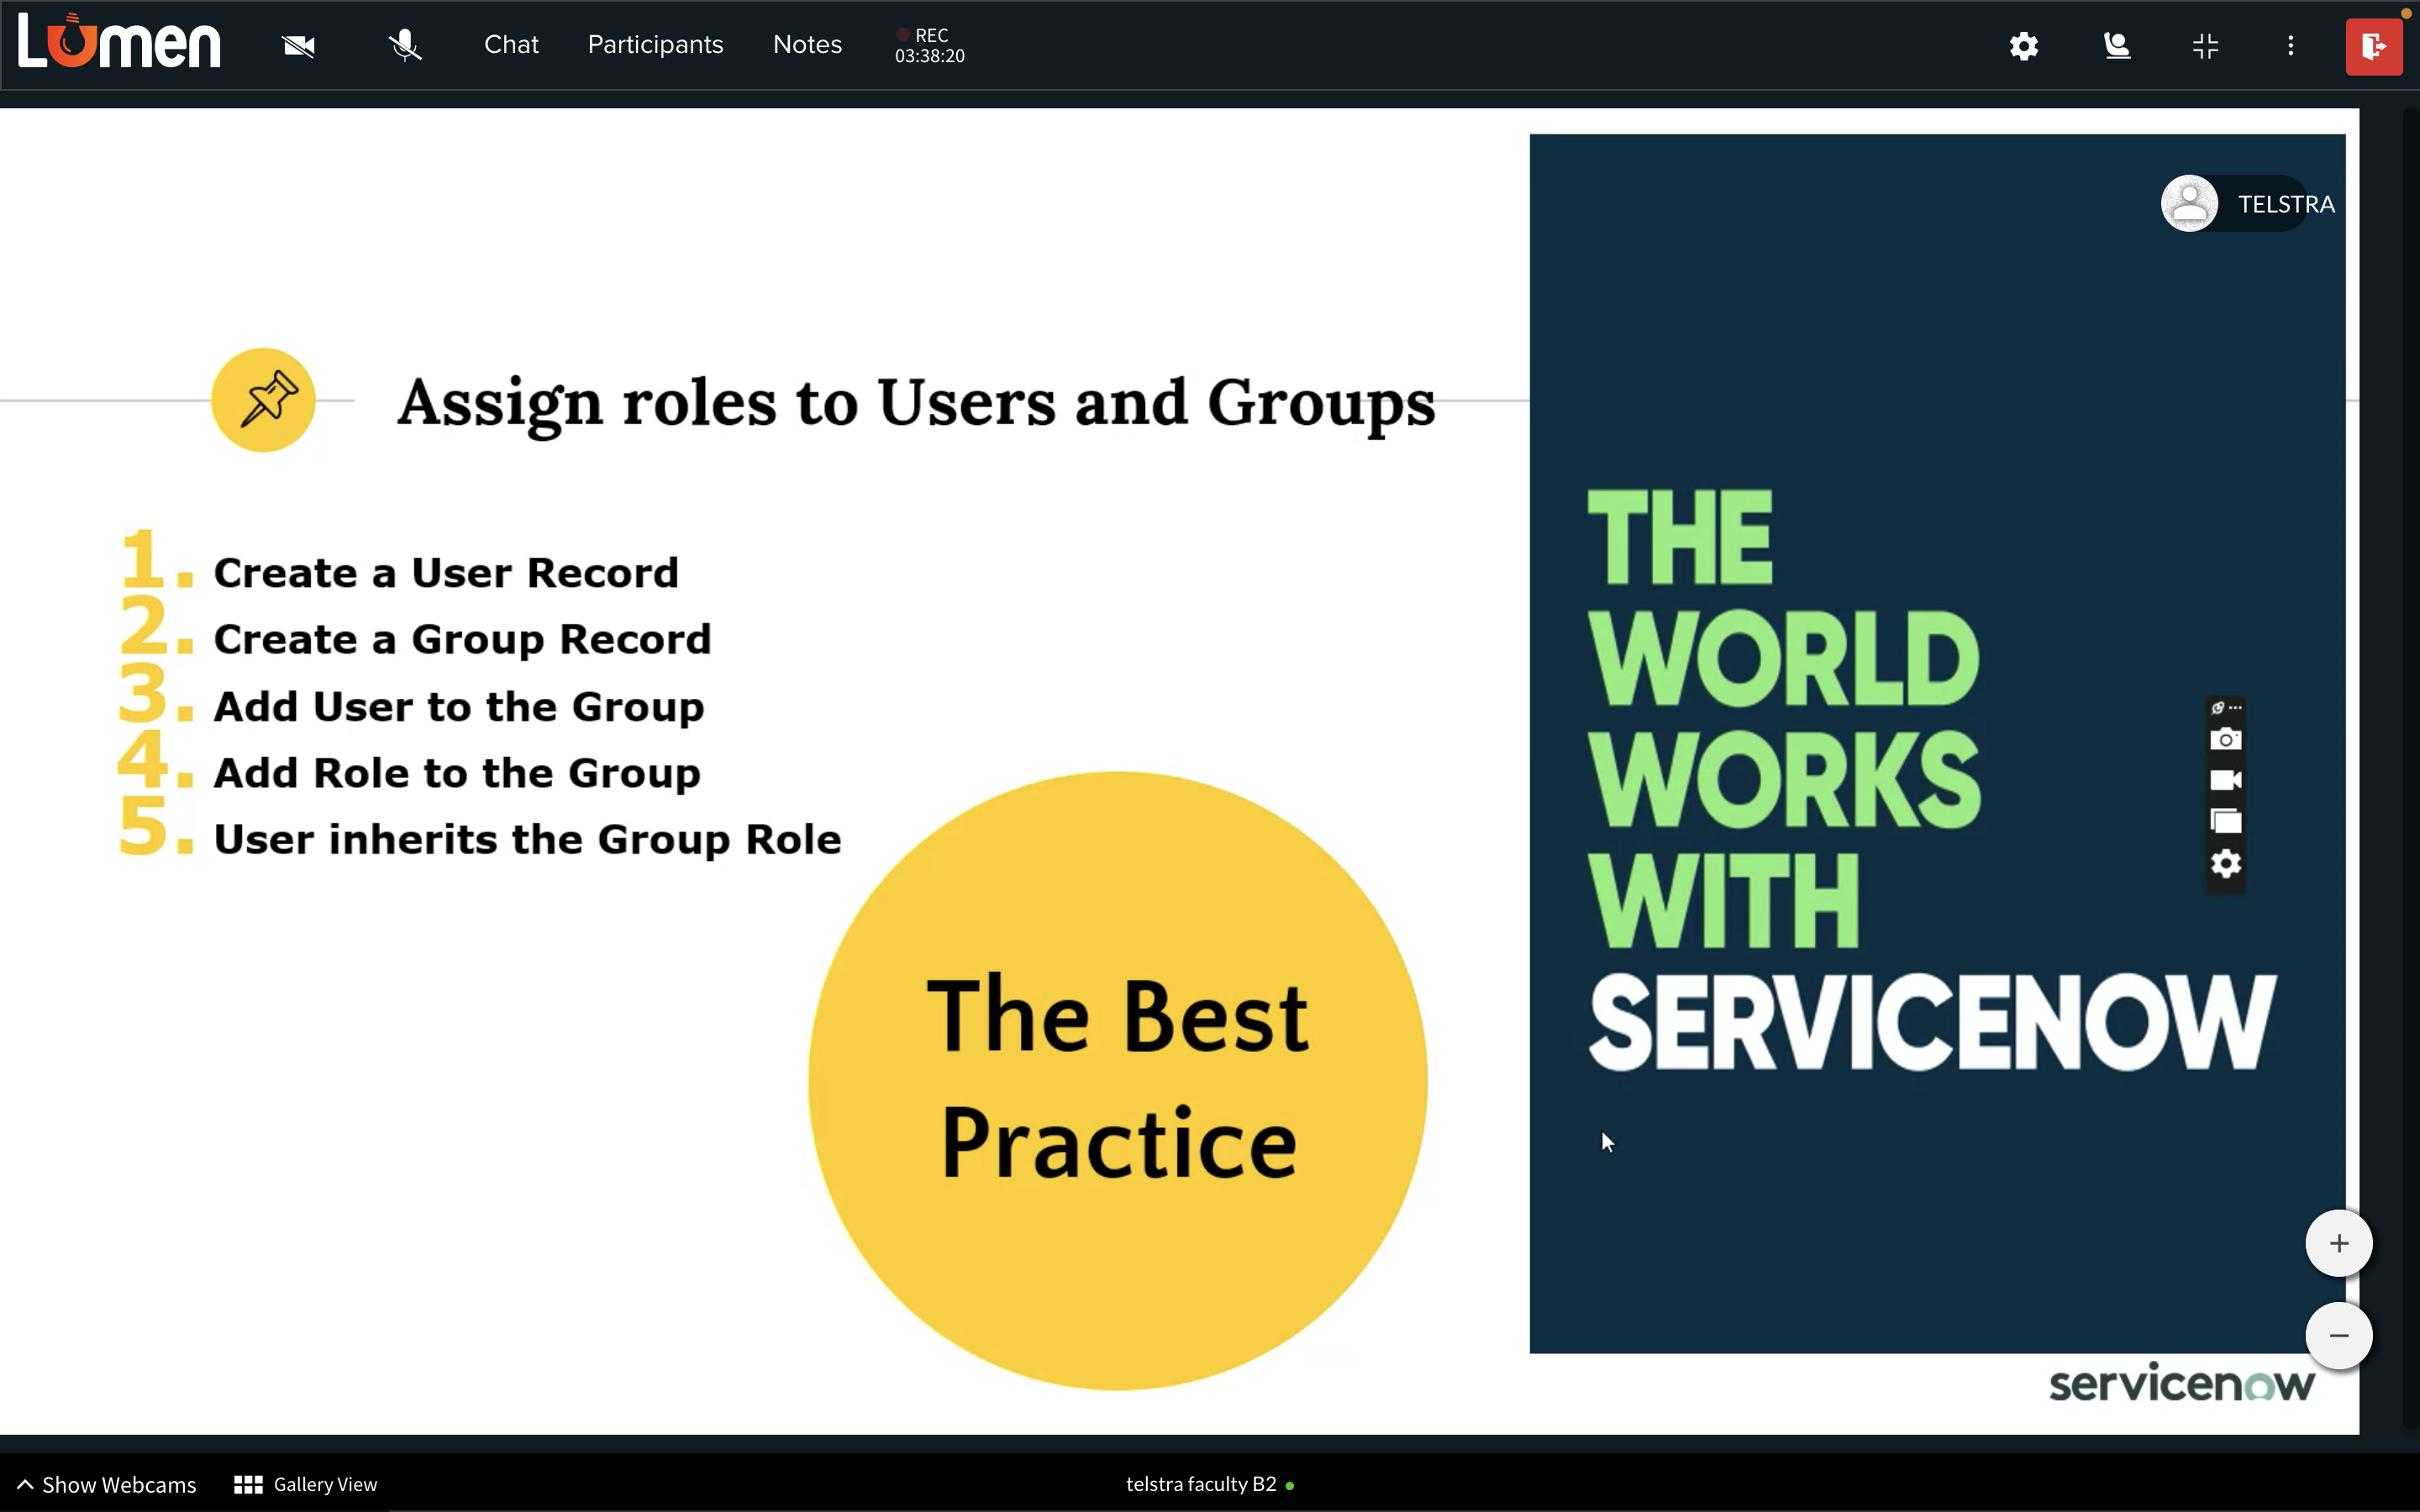 Lumen
Chat
Participants
Notes
REC
03:38:20
TELSTRA
Assign roles to Users and Groups
1. Create a User Record
2. Create a Group Record
3. Add User to the Group
4. Add Role to the Group
5. User inherits the Group Role
The Best
Practice
THE
WORLD
WORKS
WITH
SERVICENOW
servicenow
Show Webcams
Gallery View
telstra faculty B2